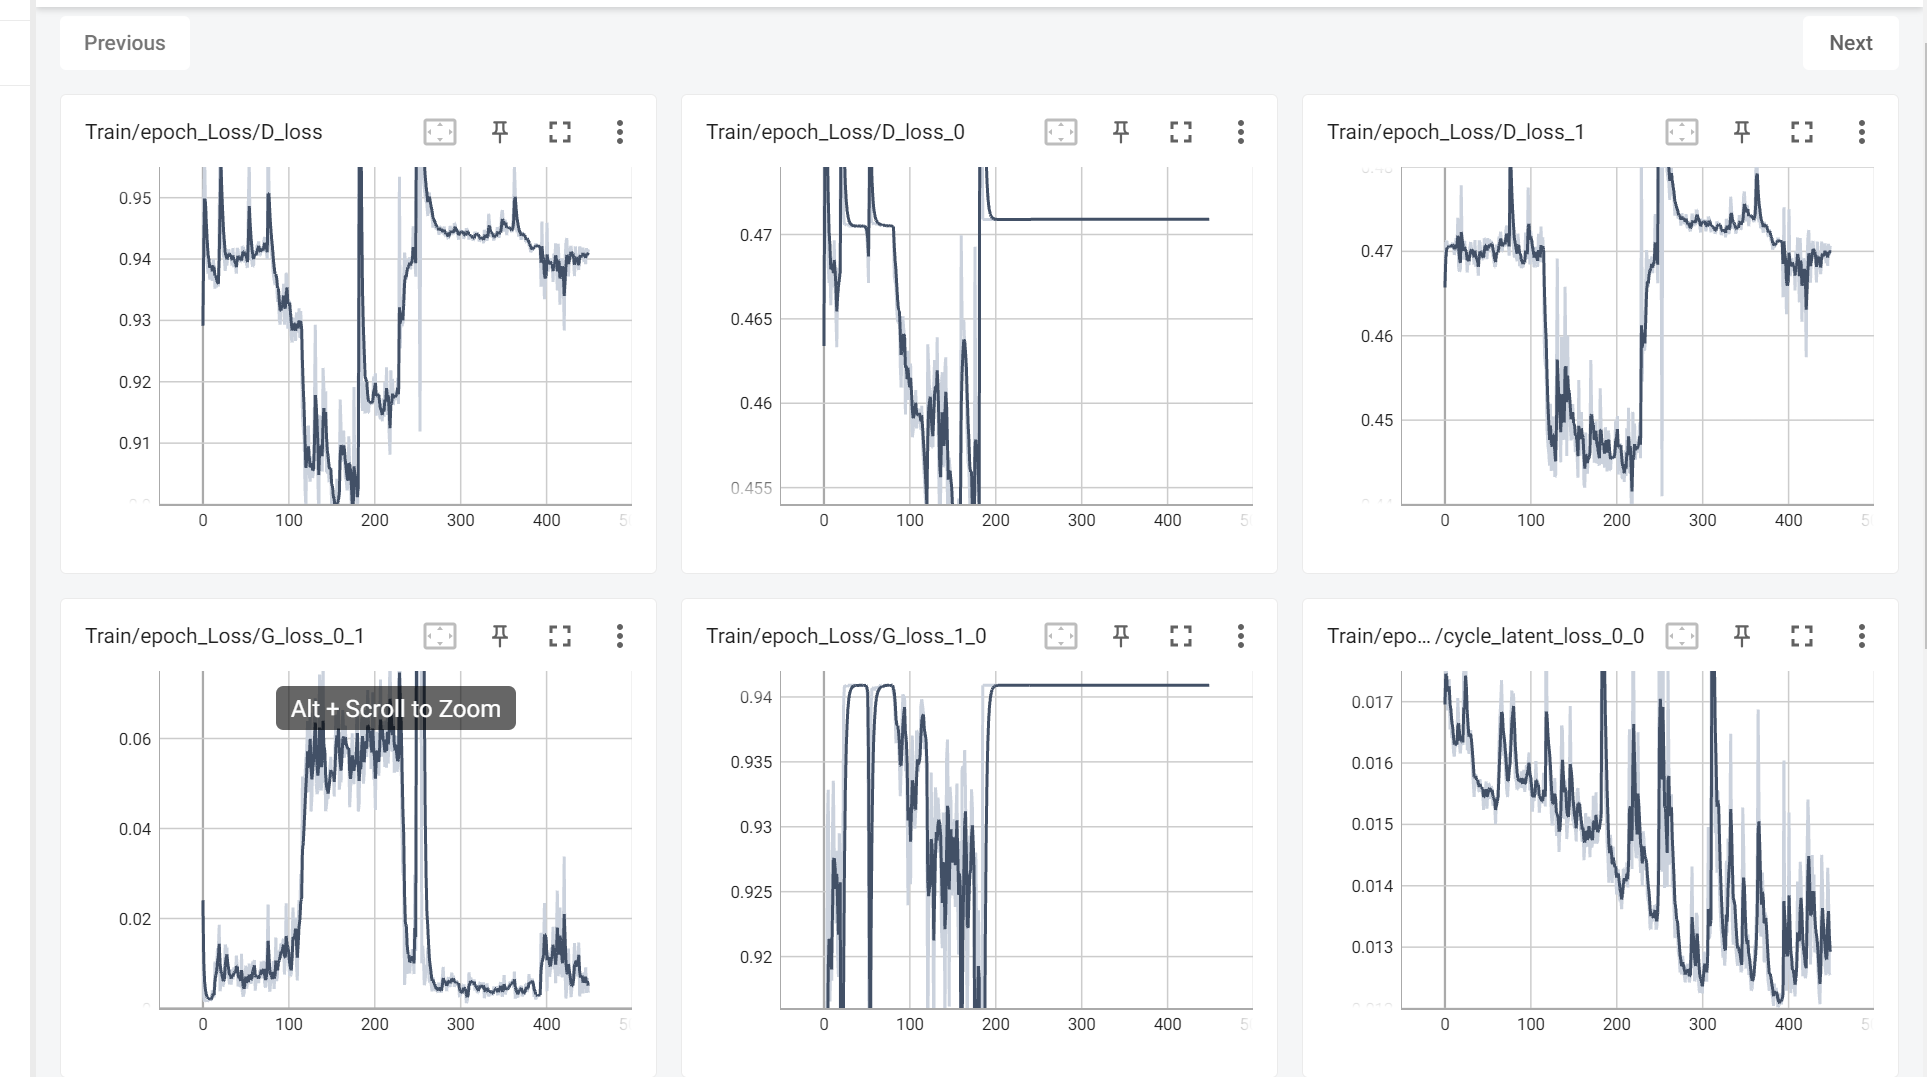 Previous
Next
Train/epoch_Loss/D_loss
0.95
0.94
0.93
0.92
0.91
0 100 200 300 400
Train/epoch_Loss/D_loss_0
0.47
0.465
0.46
0.455
0 100 200 300 400
Train/epoch_Loss/D_loss_1
0.47
0.46
0.45
0 100 200 300 400
Train/epoch_Loss/G_loss_0_1
Alt + Scroll to Zoom
0.06
0.04
0.02
0 100 200 300 400
Train/epoch_Loss/G_loss_1_0
0.94
0.935
0.93
0.925
0.92
0 100 200 300 400
Train/epo… /cycle_latent_loss_0_0
0.017
0.016
0.015
0.014
0.013
0 100 200 300 400